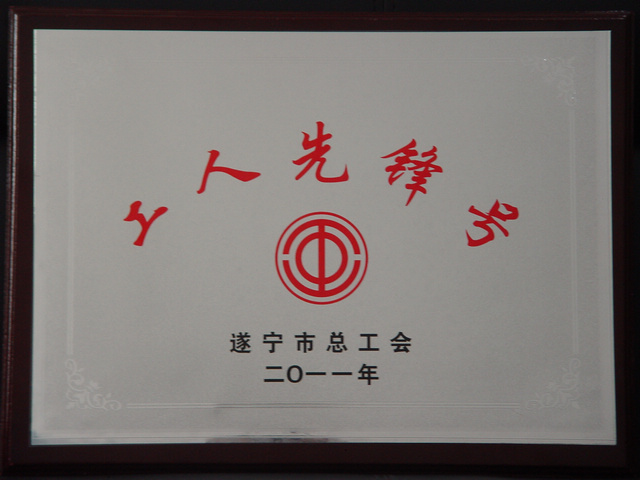 工人先锋号
遂宁市总工会
二〇一一年